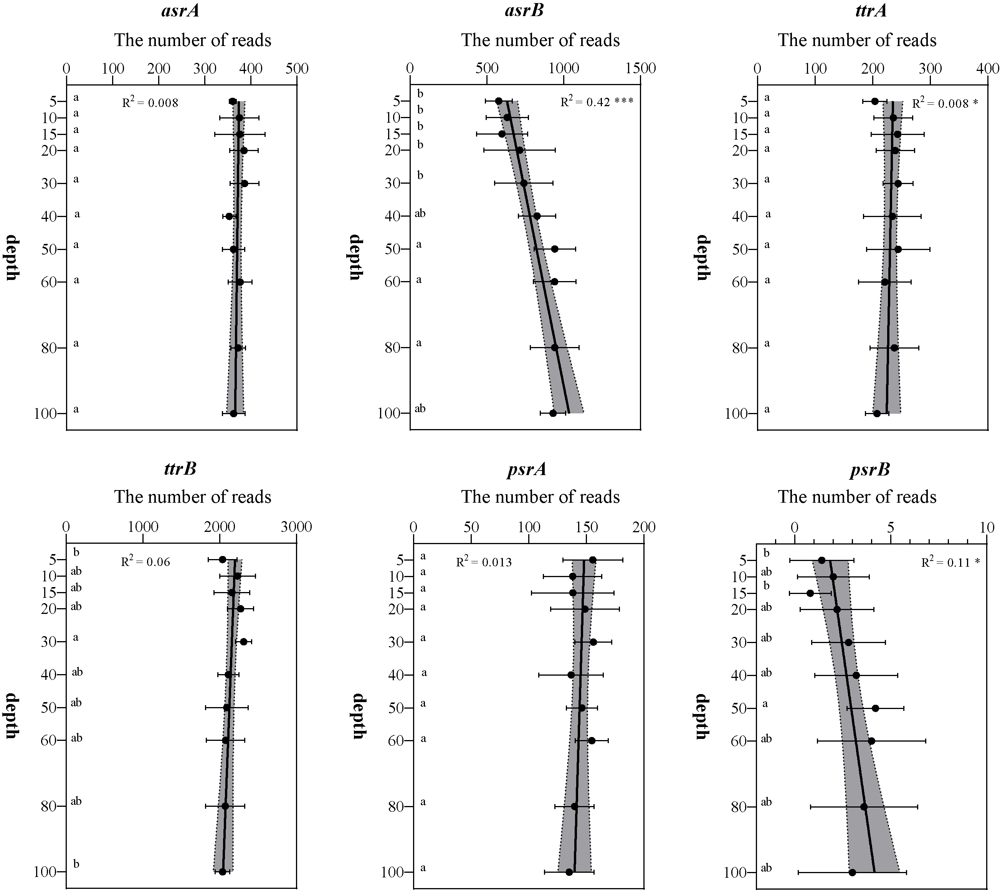 asrA
The number of reads
0 100 200 300 400 500
R² = 0.008
5 a
10 a
15 a
20 a
30 a
40 a
50 a
60 a
80 a
100 a
depth
asrB
The number of reads
0 500 1000 1500
R² = 0.42 ***
5 b
10 b
15 b
20 b
30 b
40 ab
50 a
60 a
80 a
100 ab
depth
ttrA
The number of reads
0 100 200 300 400
R² = 0.008 *
5 a
10 a
15 a
20 a
30 a
40 a
50 a
60 a
80 a
100 a
depth
ttrB
The number of reads
0 1000 2000 3000
R² = 0.06
5 b
10 ab
15 ab
20 ab
30 a
40 ab
50 ab
60 ab
80 ab
100 b
depth
psrA
The number of reads
0 50 100 150 200
R² = 0.013
5 a
10 a
15 a
20 a
30 a
40 a
50 a
60 a
80 a
100 a
depth
psrB
The number of reads
0 5 10
R² = 0.11 *
5 b
10 ab
15 b
20 ab
30 ab
40 ab
50 a
60 ab
80 ab
100 ab
depth